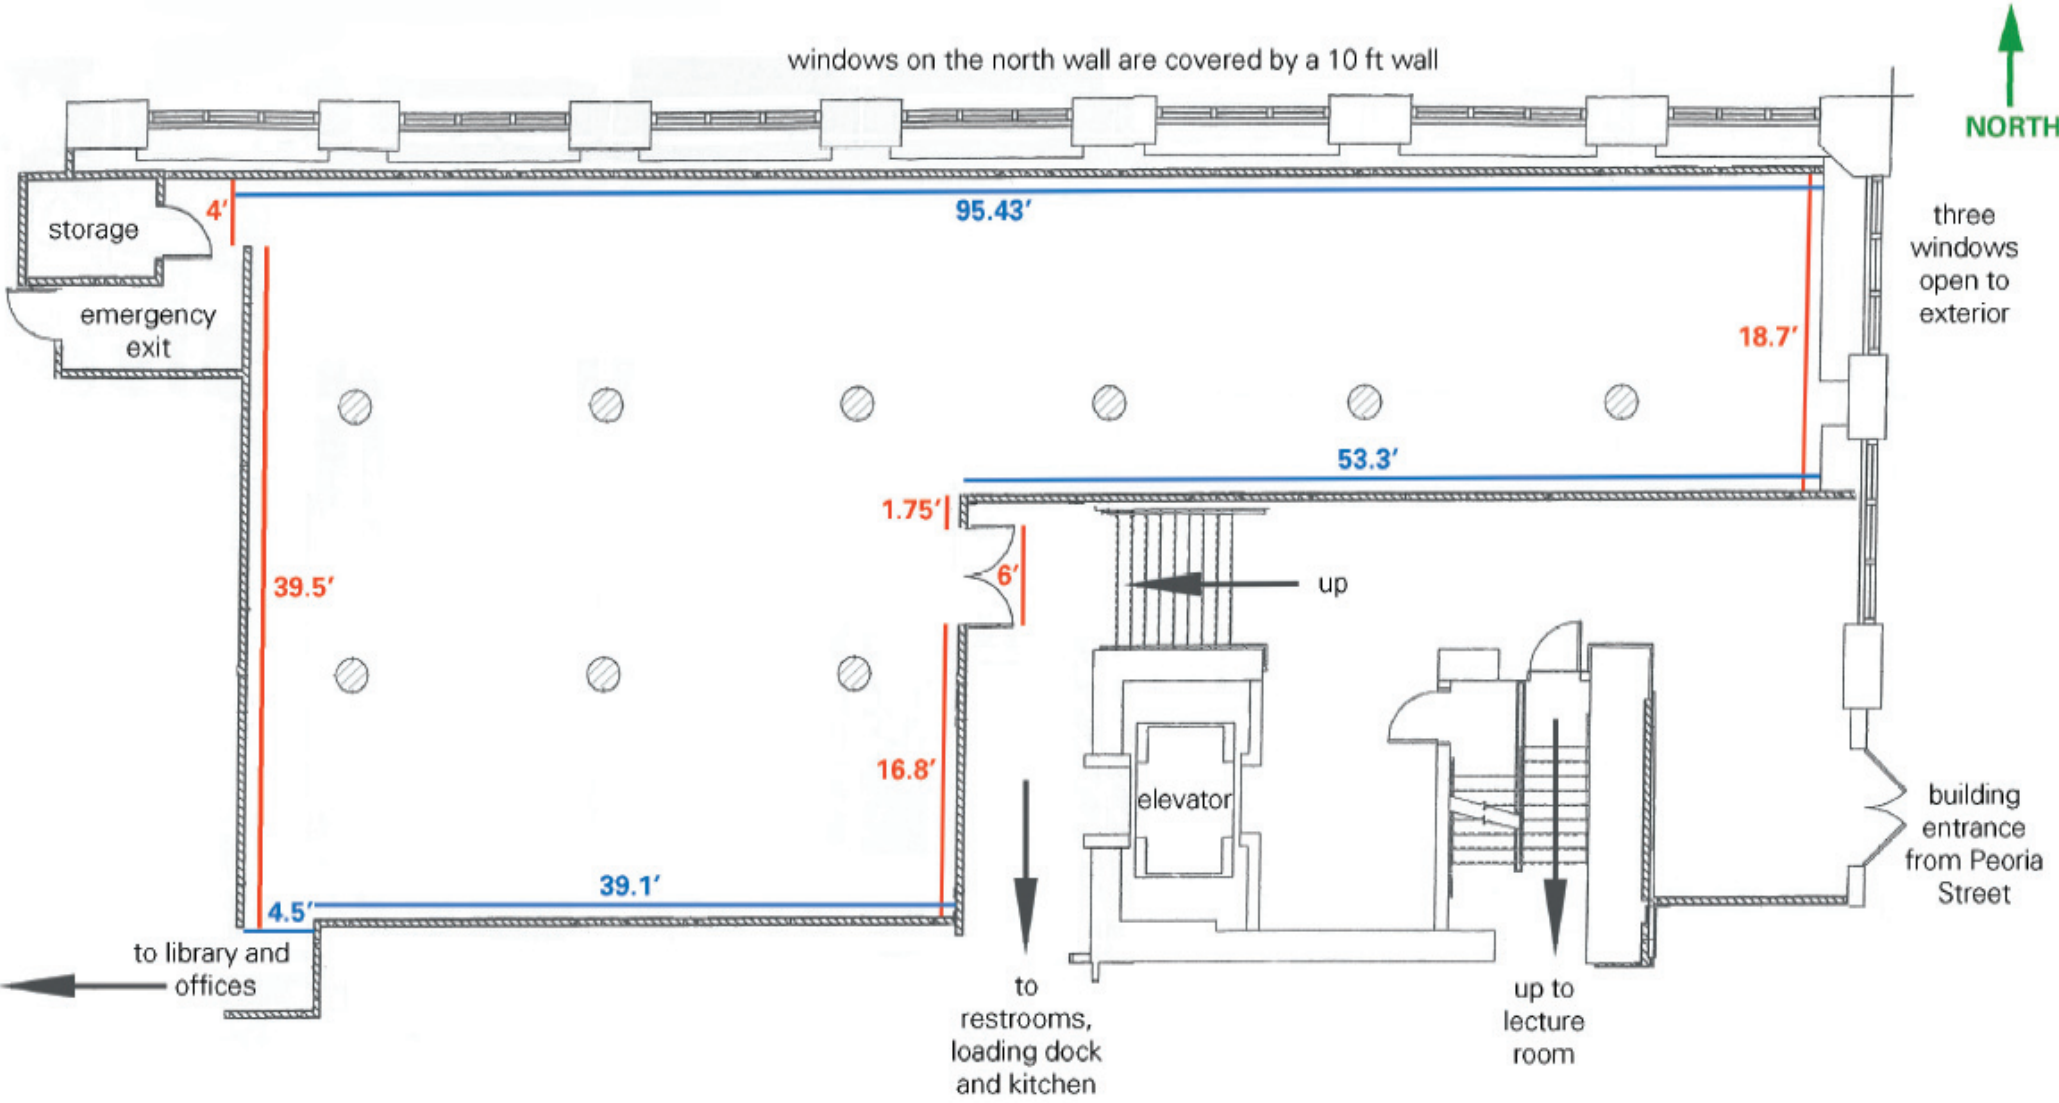 windows on the north wall are covered by a 10 ft wall
NORTH
storage
4′
95.43′
three
windows
open to
exterior
emergency
exit
18.7′
53.3′
1.75′
39.5′
6′
up
16.8′
elevator
building
entrance
from Peoria
Street
39.1′
4.5′
to library and
offices
to
restrooms,
loading dock
and kitchen
up to
lecture
room